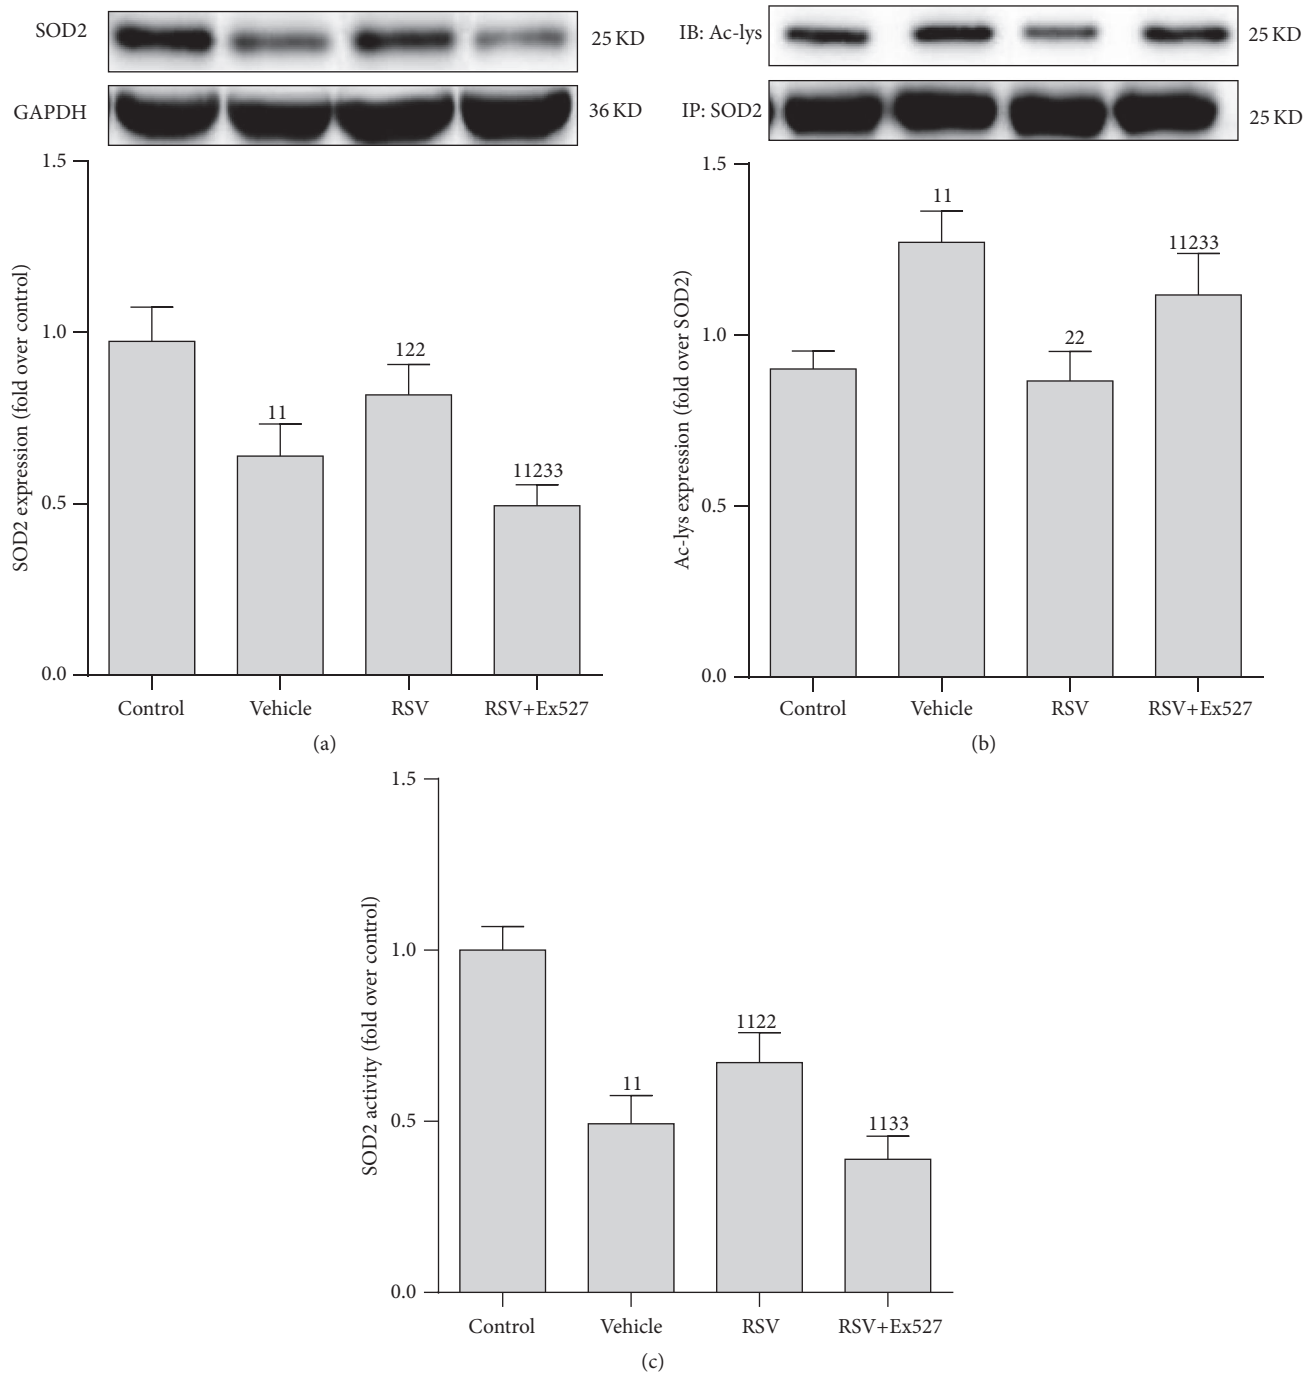 SOD2 25 KD
GAPDH 36 KD
SOD2 expression (fold over control)
1.5
1.0
0.5
0.0
11
122
11233
Control Vehicle RSV RSV+Ex527
(a)
IB: Ac-lys 25 KD
IP: SOD2 25 KD
Ac-lys expression (fold over SOD2)
1.5
1.0
0.5
0.0
11
22
11233
Control Vehicle RSV RSV+Ex527
(b)
SOD2 activity (fold over control)
1.5
1.0
0.5
0.0
11
1122
1133
Control Vehicle RSV RSV+Ex527
(c)